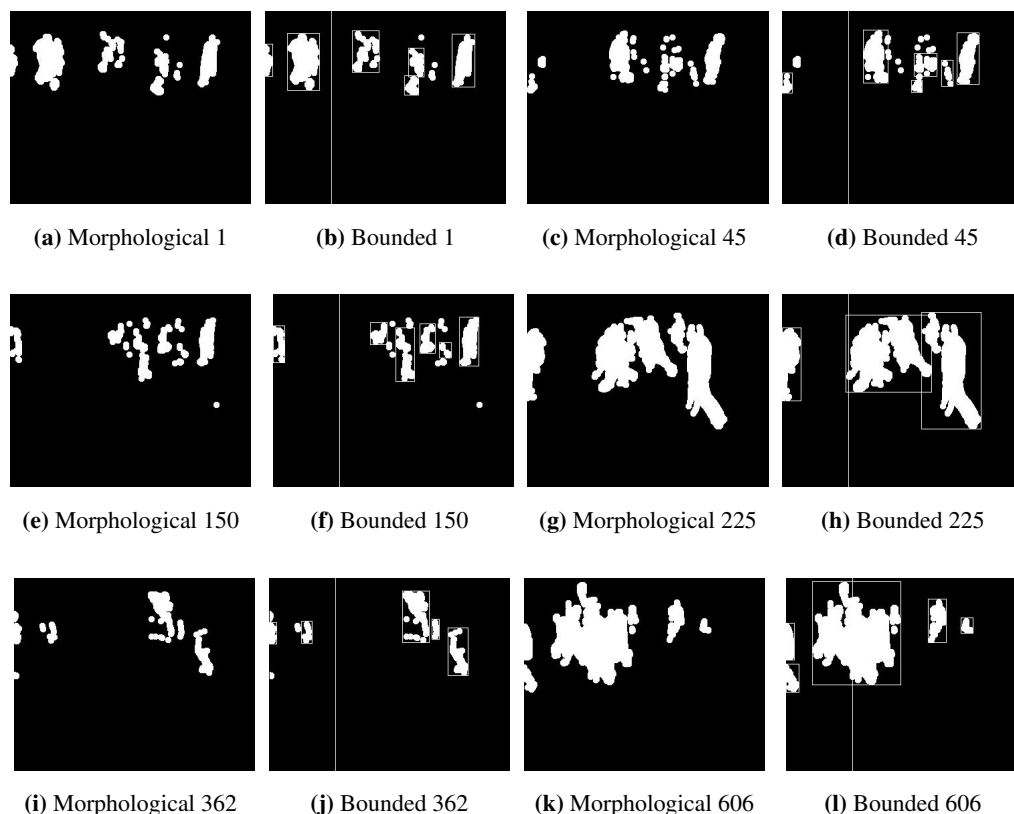 (a) Morphological 1 (b) Bounded 1 (c) Morphological 45 (d) Bounded 45
(e) Morphological 150 (f) Bounded 150 (g) Morphological 225 (h) Bounded 225
(i) Morphological 362 (j) Bounded 362 (k) Morphological 606 (l) Bounded 606